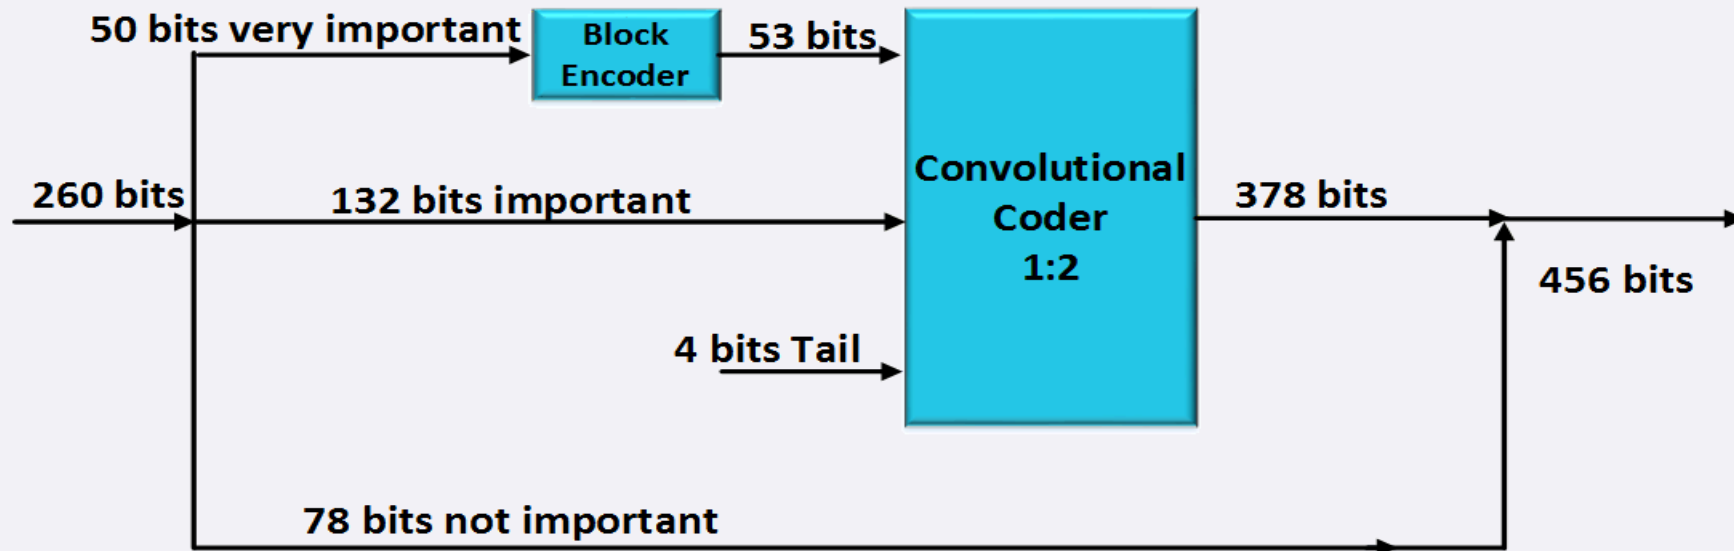 50 bits very important
Block
Encoder
53 bits
260 bits
132 bits important
Convolutional
Coder
1:2
378 bits
456 bits
4 bits Tail
78 bits not important